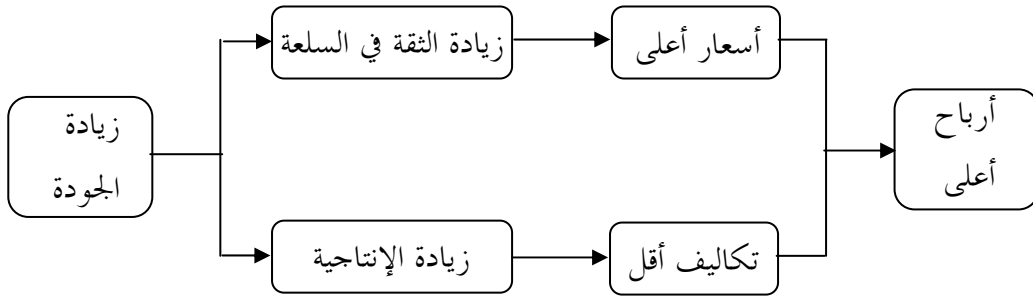 زيادة
الجودة
زيادة الثقة في السلعة
أسعار أعلى
زيادة الإنتاجية
تكاليف أقل
أرباح
أعلى